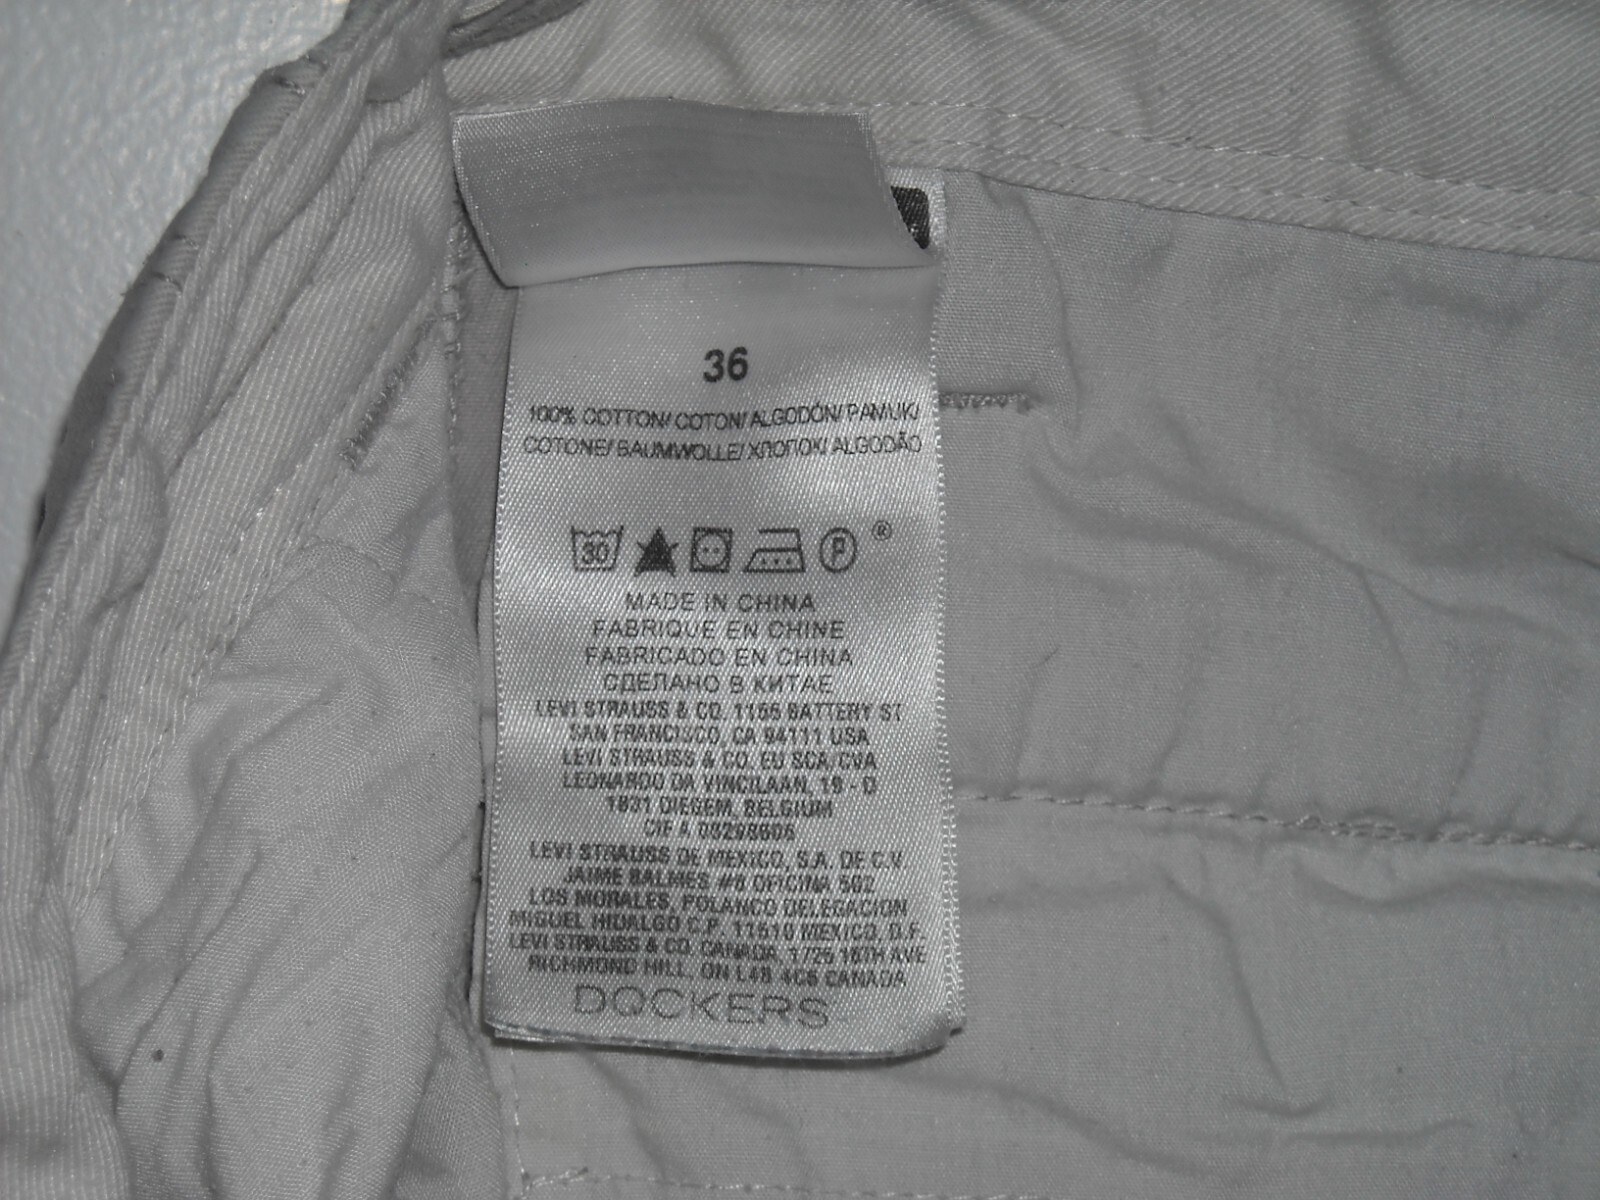 36
100% COTTON/ COTON/ ALGODÓN/ PAMUK/
COTONE/ BAUMWOLLE/ ХЛОПОК/ ALGODÃO
30 P ®
MADE IN CHINA
FABRIQUE EN CHINE
FABRICADO EN CHINA
СДЕЛАНО В КИТАЕ
LEVI STRAUSS & CO. 1155 BATTERY ST
SAN FRANCISCO, CA 94111 USA
LEVI STRAUSS & CO. EU SCA/CVA
LEONARDO DA VINCILAAN, 19 - D
1831 DIEGEM, BELGIUM
CIF A 08298606
LEVI STRAUSS DE MEXICO, S.A. DE C.V.
JAIME BALMES #8 OFICINA 502
LOS MORALES, POLANCO DELEGACION
MIGUEL HIDALGO C.P. 11510 MEXICO, D.F.
LEVI STRAUSS & CO. CANADA, 1725 16TH AVE
RICHMOND HILL, ON L4B 4C6 CANADA
DOCKERS